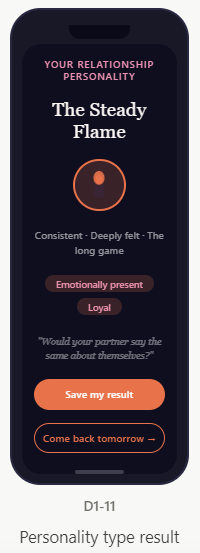 YOUR RELATIONSHIP
PERSONALITY
The Steady
Flame
Consistent · Deeply felt · The
long game
Emotionally present
Loyal
"Would your partner say the
same about themselves?"
Save my result
Come back tomorrow →
D1-11
Personality type result